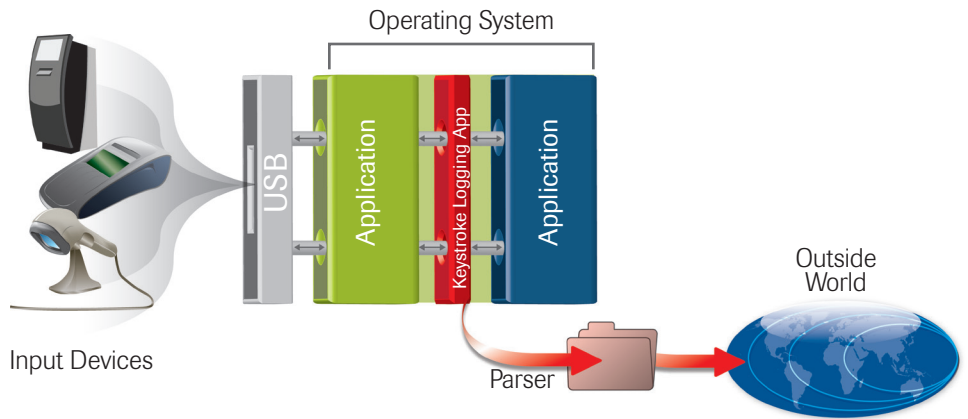 Operating System
USB
Application
Keystroke Logging App
Application
Input Devices
Parser
Outside
World